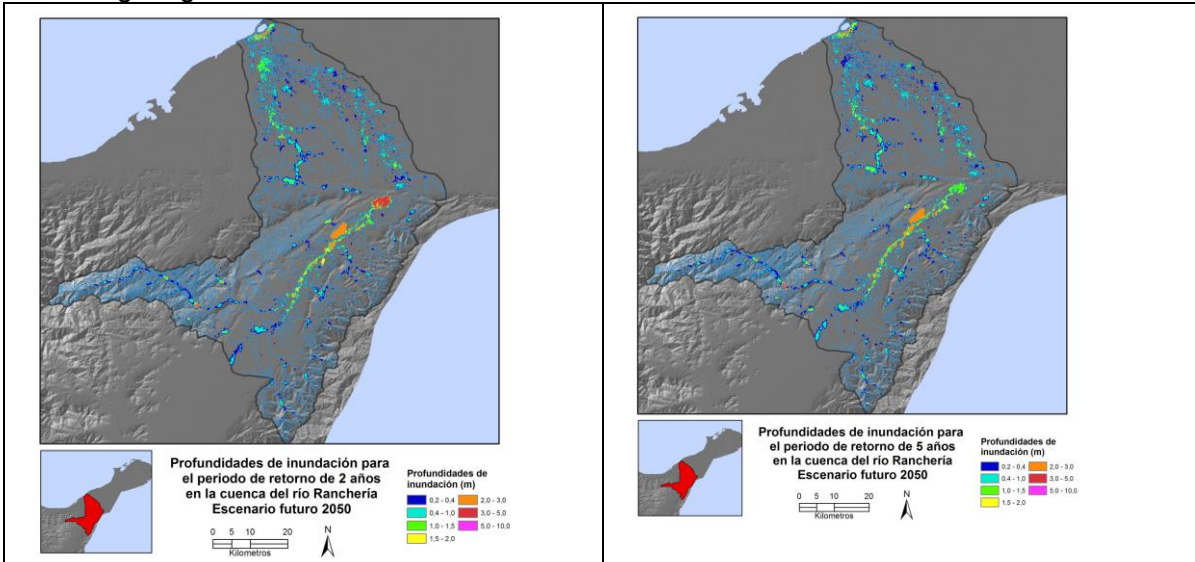 Profundidades de inundación para
el periodo de retorno de 2 años
en la cuenca del río Ranchería
Escenario futuro 2050
0 5 10 20
Kilometros
N
Profundidades de
inundación (m)
0,2 - 0,4
0,4 - 1,0
1,0 - 1,5
1,5 - 2,0
2,0 - 3,0
3,0 - 5,0
5,0 - 10,0
Profundidades de inundación para
el periodo de retorno de 5 años
en la cuenca del río Ranchería
Escenario futuro 2050
0 5 10 20
Kilometros
N
Profundidades de
inundación (m)
0,2 - 0,4
0,4 - 1,0
1,0 - 1,5
1,5 - 2,0
2,0 - 3,0
3,0 - 5,0
5,0 - 10,0